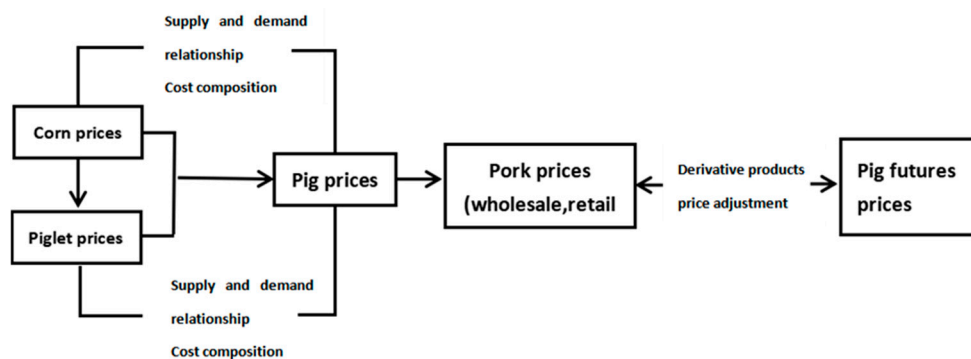 Supply and demand
relationship
Cost composition
Corn prices
Piglet prices
Pig prices
Pork prices
(wholesale,retail
Derivative products
price adjustment
Pig futures
prices
Supply and demand
relationship
Cost composition